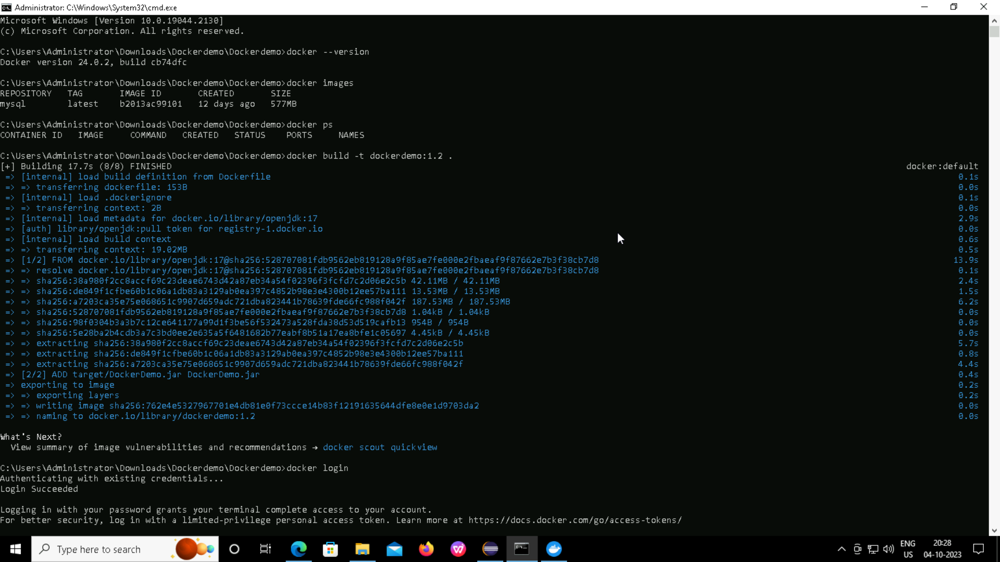 Administrator: C:\Windows\System32\cmd.exe
Microsoft Windows [Version 10.0.19044.2130]
(c) Microsoft Corporation. All rights reserved.
C:\Users\Administrator\Downloads\Dockerdemo\Dockerdemo>docker --version
Docker version 24.0.2, build cb74dfc
C:\Users\Administrator\Downloads\Dockerdemo\Dockerdemo>docker images
REPOSITORY   TAG       IMAGE ID       CREATED       SIZE
mysql        latest    b2013ac99101   12 days ago   577MB
C:\Users\Administrator\Downloads\Dockerdemo\Dockerdemo>docker ps
CONTAINER ID   IMAGE     COMMAND   CREATED   STATUS    PORTS     NAMES
C:\Users\Administrator\Downloads\Dockerdemo\Dockerdemo>docker build -t dockerdemo:1.2 .
[+] Building 17.7s (8/8) FINISHED docker:default
=> [internal] load build definition from Dockerfile 0.1s
=> => transferring dockerfile: 153B 0.0s
=> [internal] load .dockerignore 0.1s
=> => transferring context: 2B 0.0s
=> [internal] load metadata for docker.io/library/openjdk:17 2.9s
=> [auth] library/openjdk:pull token for registry-1.docker.io 0.0s
=> [internal] load build context 0.6s
=> => transferring context: 19.02MB 0.5s
=> [1/2] FROM docker.io/library/openjdk:17@sha256:528707081fdb9562eb819128a9f85ae7fe000e2fbaeaf9f87662e7b3f38cb7d8 13.9s
=> => resolve docker.io/library/openjdk:17@sha256:528707081fdb9562eb819128a9f85ae7fe000e2fbaeaf9f87662e7b3f38cb7d8 0.1s
=> => sha256:38a980f2cc8accf69c23deae6743d42a87eb34a54f02396f3fcfd7c2d06e2c5b 42.11MB / 42.11MB 2.4s
=> => sha256:de849f1cfbe60b1c06a1db83a3129ab0ea397c4852b98e3e4300b12ee57ba111 13.53MB / 13.53MB 1.5s
=> => sha256:a7203ca35e75e068651c9907d659adc721dba823441b78639fde66fc988f042f 187.53MB / 187.53MB 6.2s
=> => sha256:528707081fdb9562eb819128a9f85ae7fe000e2fbaeaf9f87662e7b3f38cb7d8 1.04kB / 1.04kB 0.0s
=> => sha256:98f0304b3a3b7c12ce641177a99d1f3be56f532473a528fda38d53d519cafb13 954B / 954B 0.0s
=> => sha256:5e28ba2b4cdb3a7c3bd0ee2e635a5f6481682b77eabf8b51a17ea8bfe1c05697 4.45kB / 4.45kB 0.0s
=> => extracting sha256:38a980f2cc8accf69c23deae6743d42a87eb34a54f02396f3fcfd7c2d06e2c5b 5.7s
=> => extracting sha256:de849f1cfbe60b1c06a1db83a3129ab0ea397c4852b98e3e4300b12ee57ba111 0.8s
=> => extracting sha256:a7203ca35e75e068651c9907d659adc721dba823441b78639fde66fc988f042f 4.4s
=> [2/2] ADD target/DockerDemo.jar DockerDemo.jar 0.4s
=> exporting to image 0.2s
=> => exporting layers 0.2s
=> => writing image sha256:762e4e5327967701e4db81e0f73ccce14b83f12191635644dfe8e0e1d9703da2 0.0s
=> => naming to docker.io/library/dockerdemo:1.2 0.0s
What's Next?
View summary of image vulnerabilities and recommendations → docker scout quickview
C:\Users\Administrator\Downloads\Dockerdemo\Dockerdemo>docker login
Authenticating with existing credentials...
Login Succeeded
Logging in with your password grants your terminal complete access to your account.
For better security, log in with a limited-privilege personal access token. Learn more at https://docs.docker.com/go/access-tokens/
Type here to search
ENG
US
20:28
04-10-2023